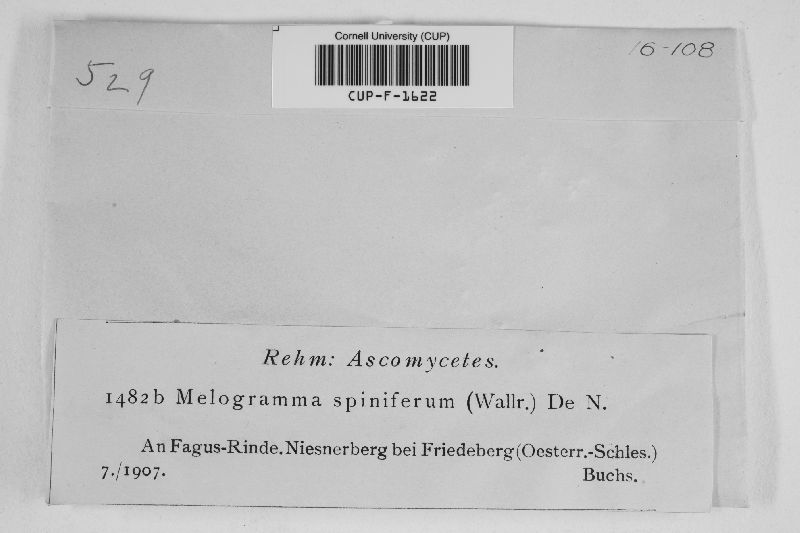 Cornell University (CUP)
CUP-F-1622
16-108
529
Rehm: Ascomycetes.
1482b Melogramma spiniferum (Wallr.) De N.
An Fagus-Rinde. Niesnerberg bei Friedeberg (Oesterr.-Schles.)
7./1907.
Buchs.